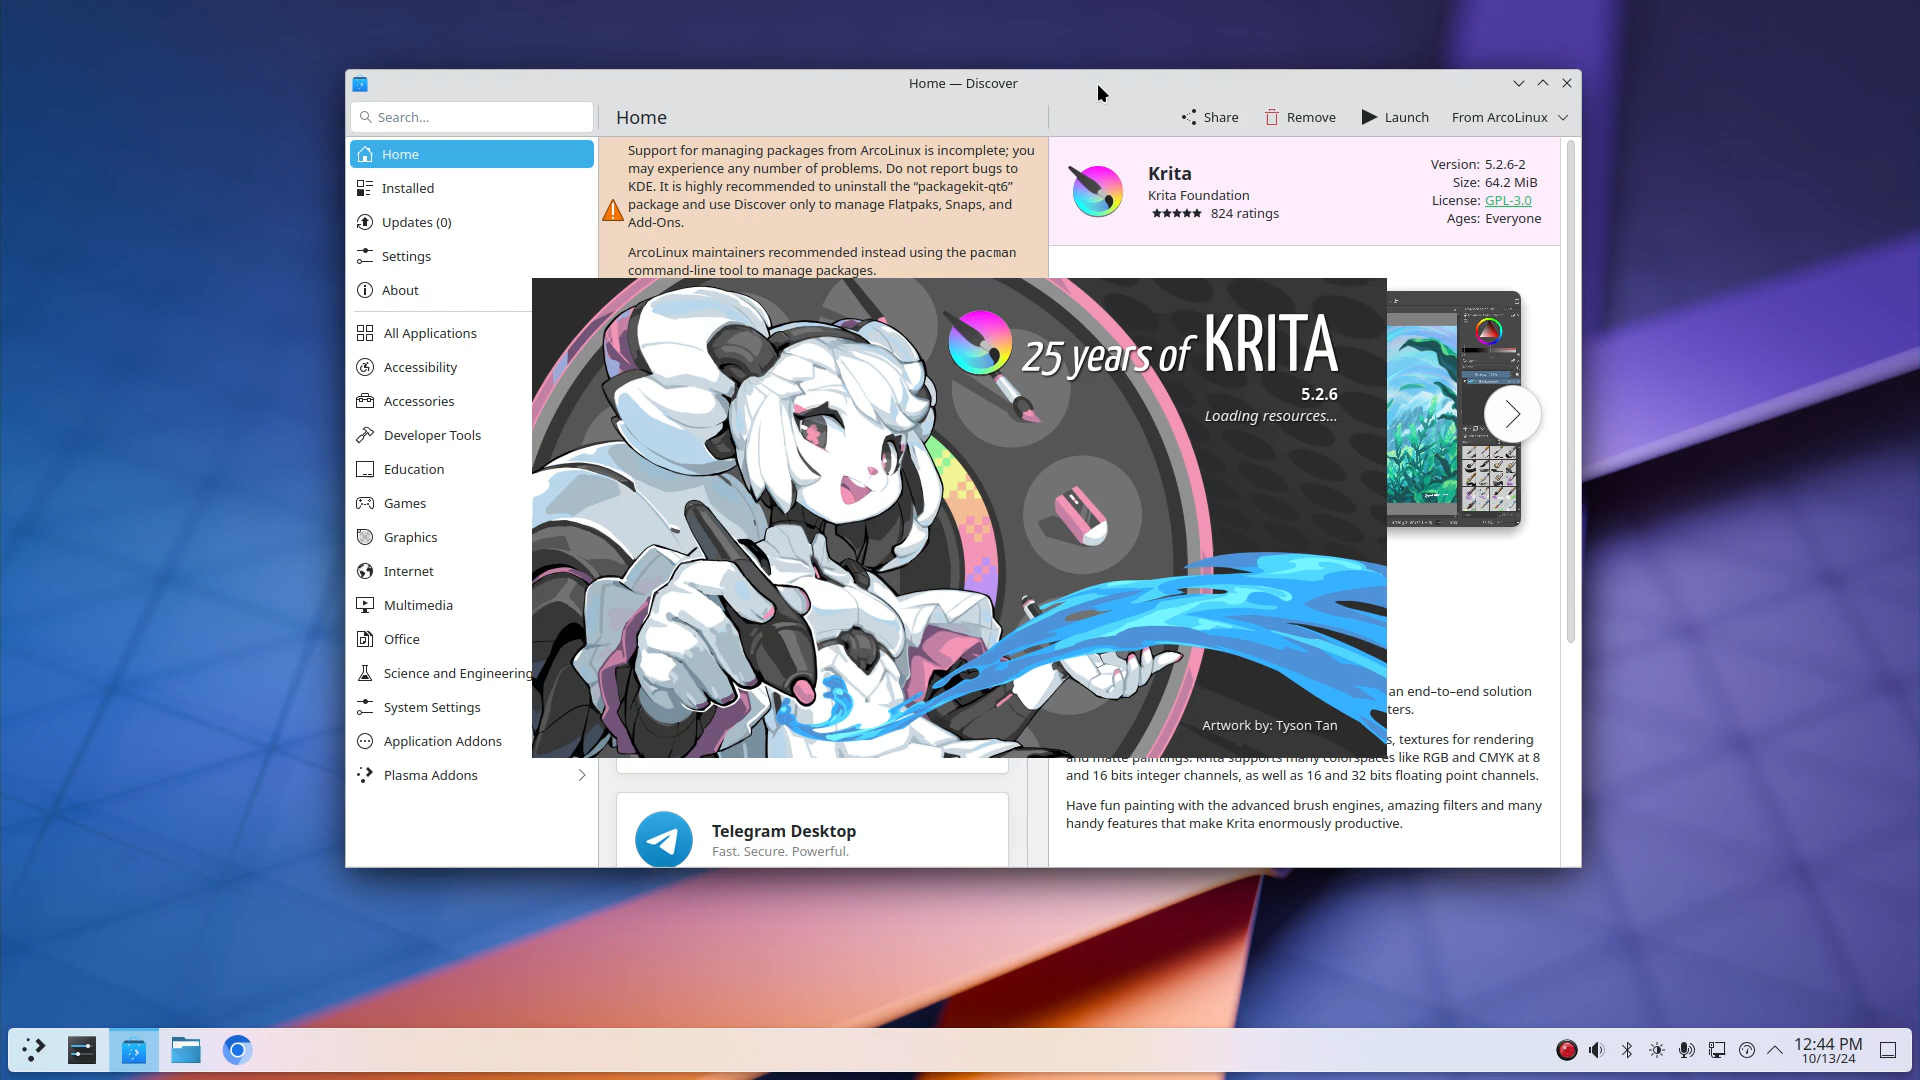 Home — Discover
Search...
Home
Share
Remove
Launch
From ArcoLinux
Home
Installed
Updates (0)
Settings
About
All Applications
Accessibility
Accessories
Developer Tools
Education
Games
Graphics
Internet
Multimedia
Office
Science and Engineering
System Settings
Application Addons
Plasma Addons
Support for managing packages from ArcoLinux is incomplete; you
may experience any number of problems. Do not report bugs to
KDE. It is highly recommended to uninstall the “packagekit-qt6”
package and use Discover only to manage Flatpaks, Snaps, and
Add-Ons.
ArcoLinux maintainers recommended instead using the pacman
command-line tool to manage packages.
Krita
Krita Foundation
824 ratings
Version: 5.2.6-2
Size: 64.2 MiB
License: GPL-3.0
Ages: Everyone
25 years of KRITA
5.2.6
Loading resources...
Artwork by: Tyson Tan
an end–to–end solution
ters.
s, textures for rendering
and matte paintings. Krita supports many colorspaces like RGB and CMYK at 8
and 16 bits integer channels, as well as 16 and 32 bits floating point channels.
Have fun painting with the advanced brush engines, amazing filters and many
handy features that make Krita enormously productive.
Telegram Desktop
Fast. Secure. Powerful.
12:44 PM
10/13/24